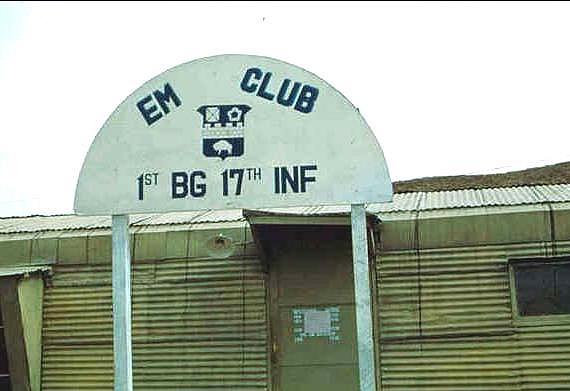 EM CLUB
1ST BG 17TH INF